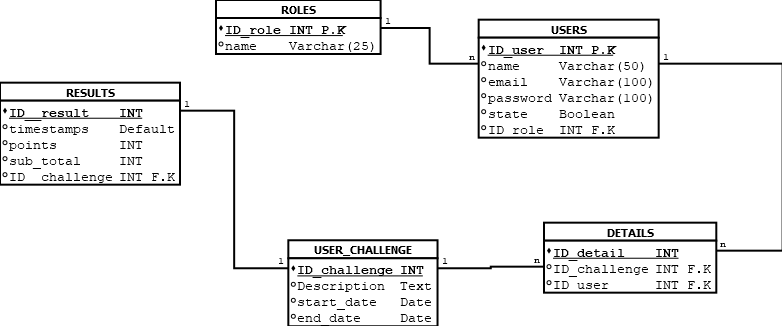 ROLES
ID_role INT P.K
name Varchar(25)
1
n
USERS
ID_user INT P.K
name Varchar(50)
email Varchar(100)
password Varchar(100)
state Boolean
ID_role INT F.K
1
RESULTS
ID__result INT
timestamps Default
points INT
sub_total INT
ID__challenge INT F.K
1
1
USER_CHALLENGE
ID_challenge INT
Description Text
start_date Date
end_date Date
1
n
DETAILS
ID_detail INT
ID_challenge INT F.K
ID_user INT F.K
n